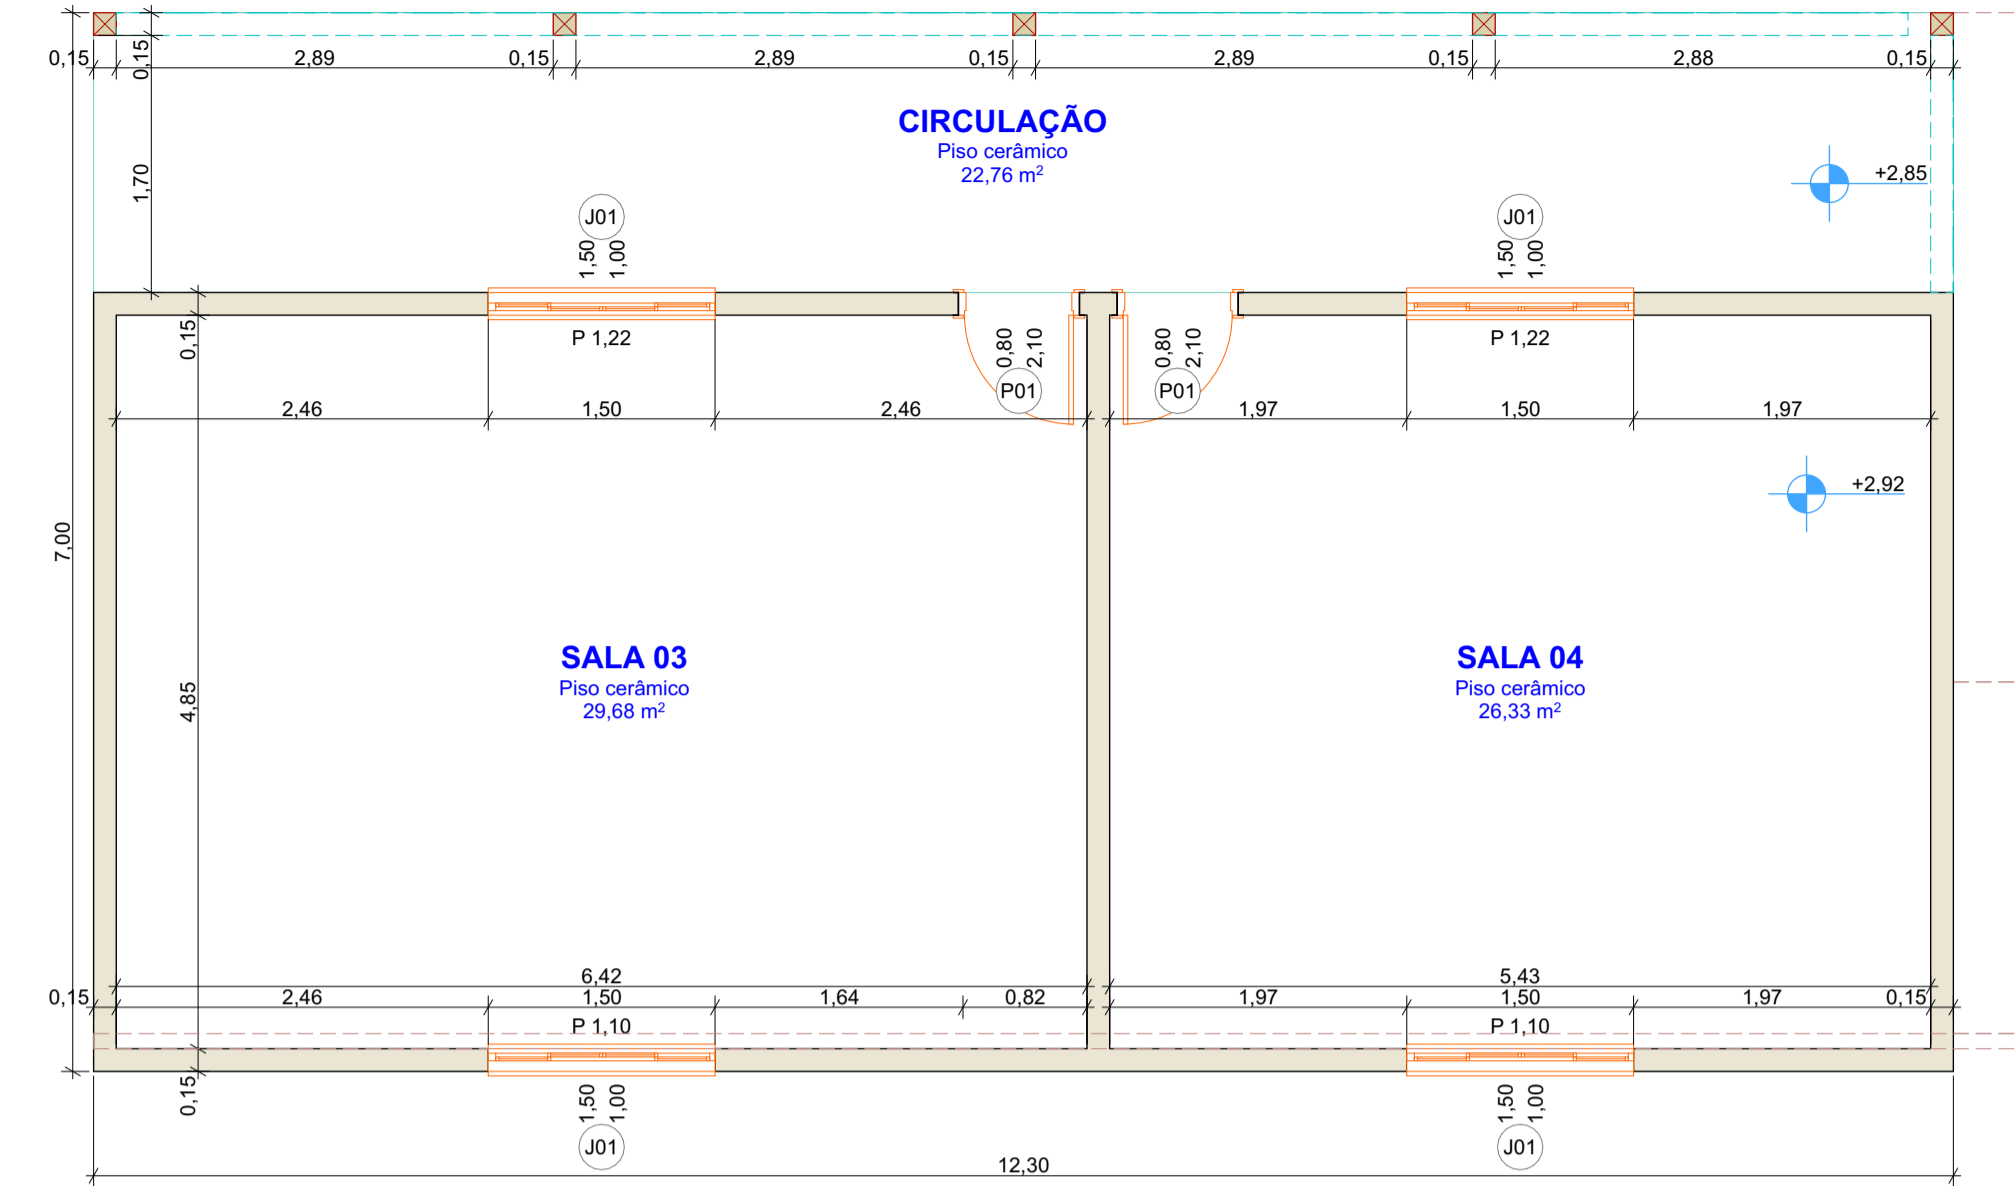 0,15
0,15
2,89
0,15
2,89
0,15
2,89
0,15
2,88
0,15
CIRCULAÇÃO
Piso cerâmico
22,76 m²
1,70
+2,85
J01
1,50
1,00
J01
1,50
1,00
0,15
P 1,22
0,80
2,10
P01
0,80
2,10
P01
P 1,22
2,46
1,50
2,46
1,97
1,50
1,97
+2,92
7,00
SALA 03
Piso cerâmico
29,68 m²
SALA 04
Piso cerâmico
26,33 m²
4,85
6,42
5,43
0,15
2,46
1,50
1,64
0,82
1,97
1,50
1,97
0,15
P 1,10
P 1,10
0,15
1,50
1,00
J01
1,50
1,00
J01
12,30